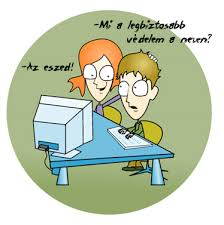 -Mi a legbiztosabb
védelem a neten?
-Az eszed!